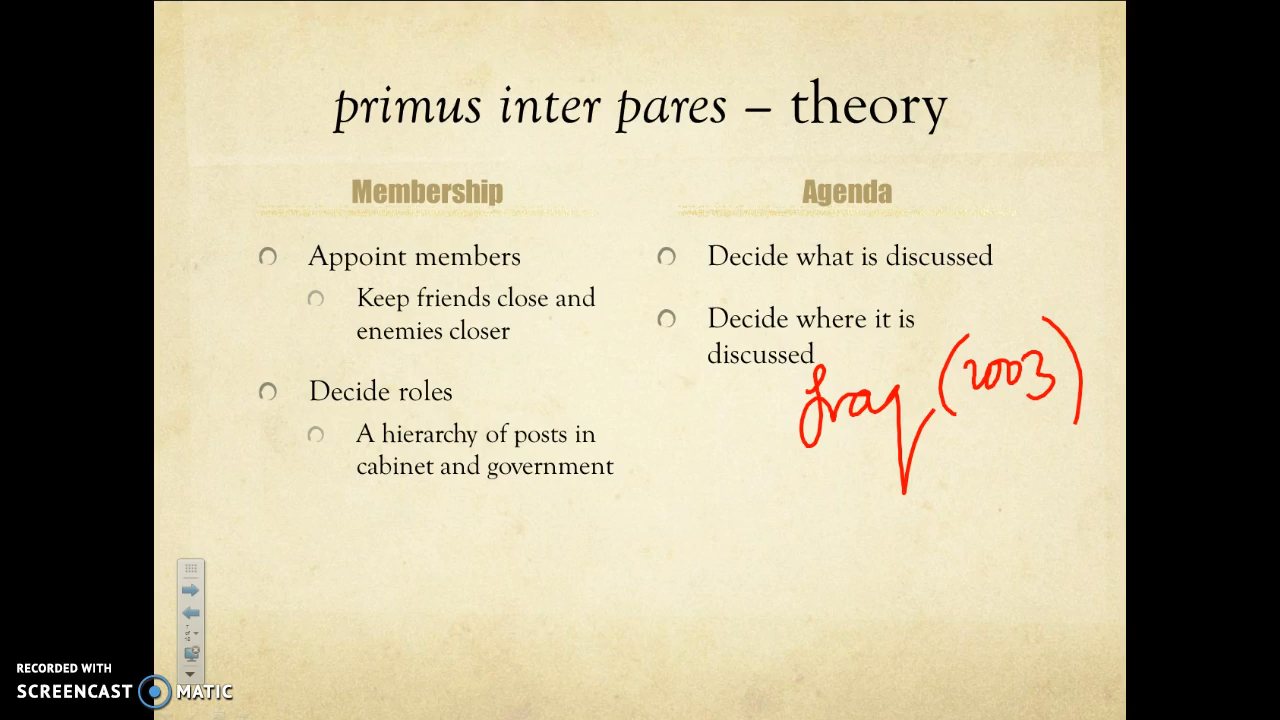 primus inter pares – theory
Membership
Appoint members
Keep friends close and
enemies closer
Decide roles
A hierarchy of posts in
cabinet and government
Agenda
Decide what is discussed
Decide where it is
discussed
Iraq (2003)
RECORDED WITH
SCREENCAST MATIC